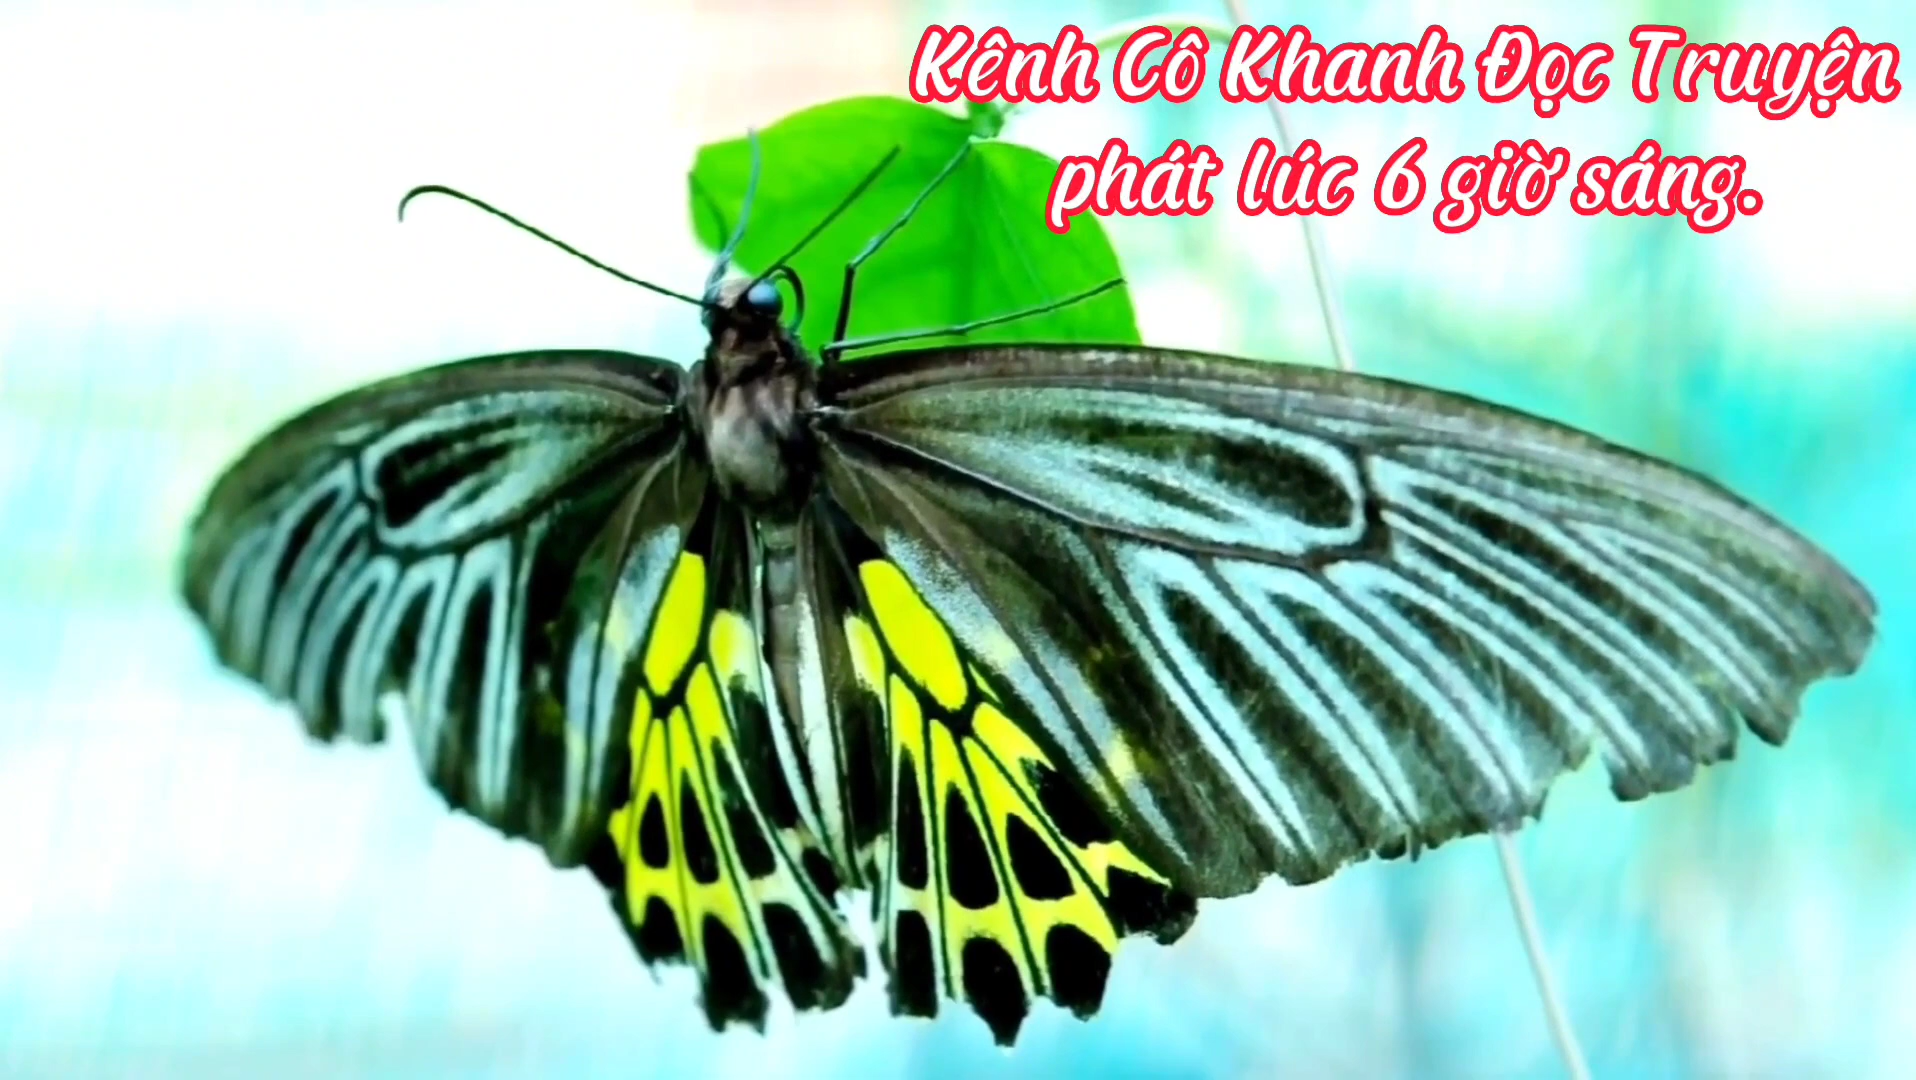 Kênh Cô Khanh Đọc Truyện
phát lúc 6 giờ sáng.